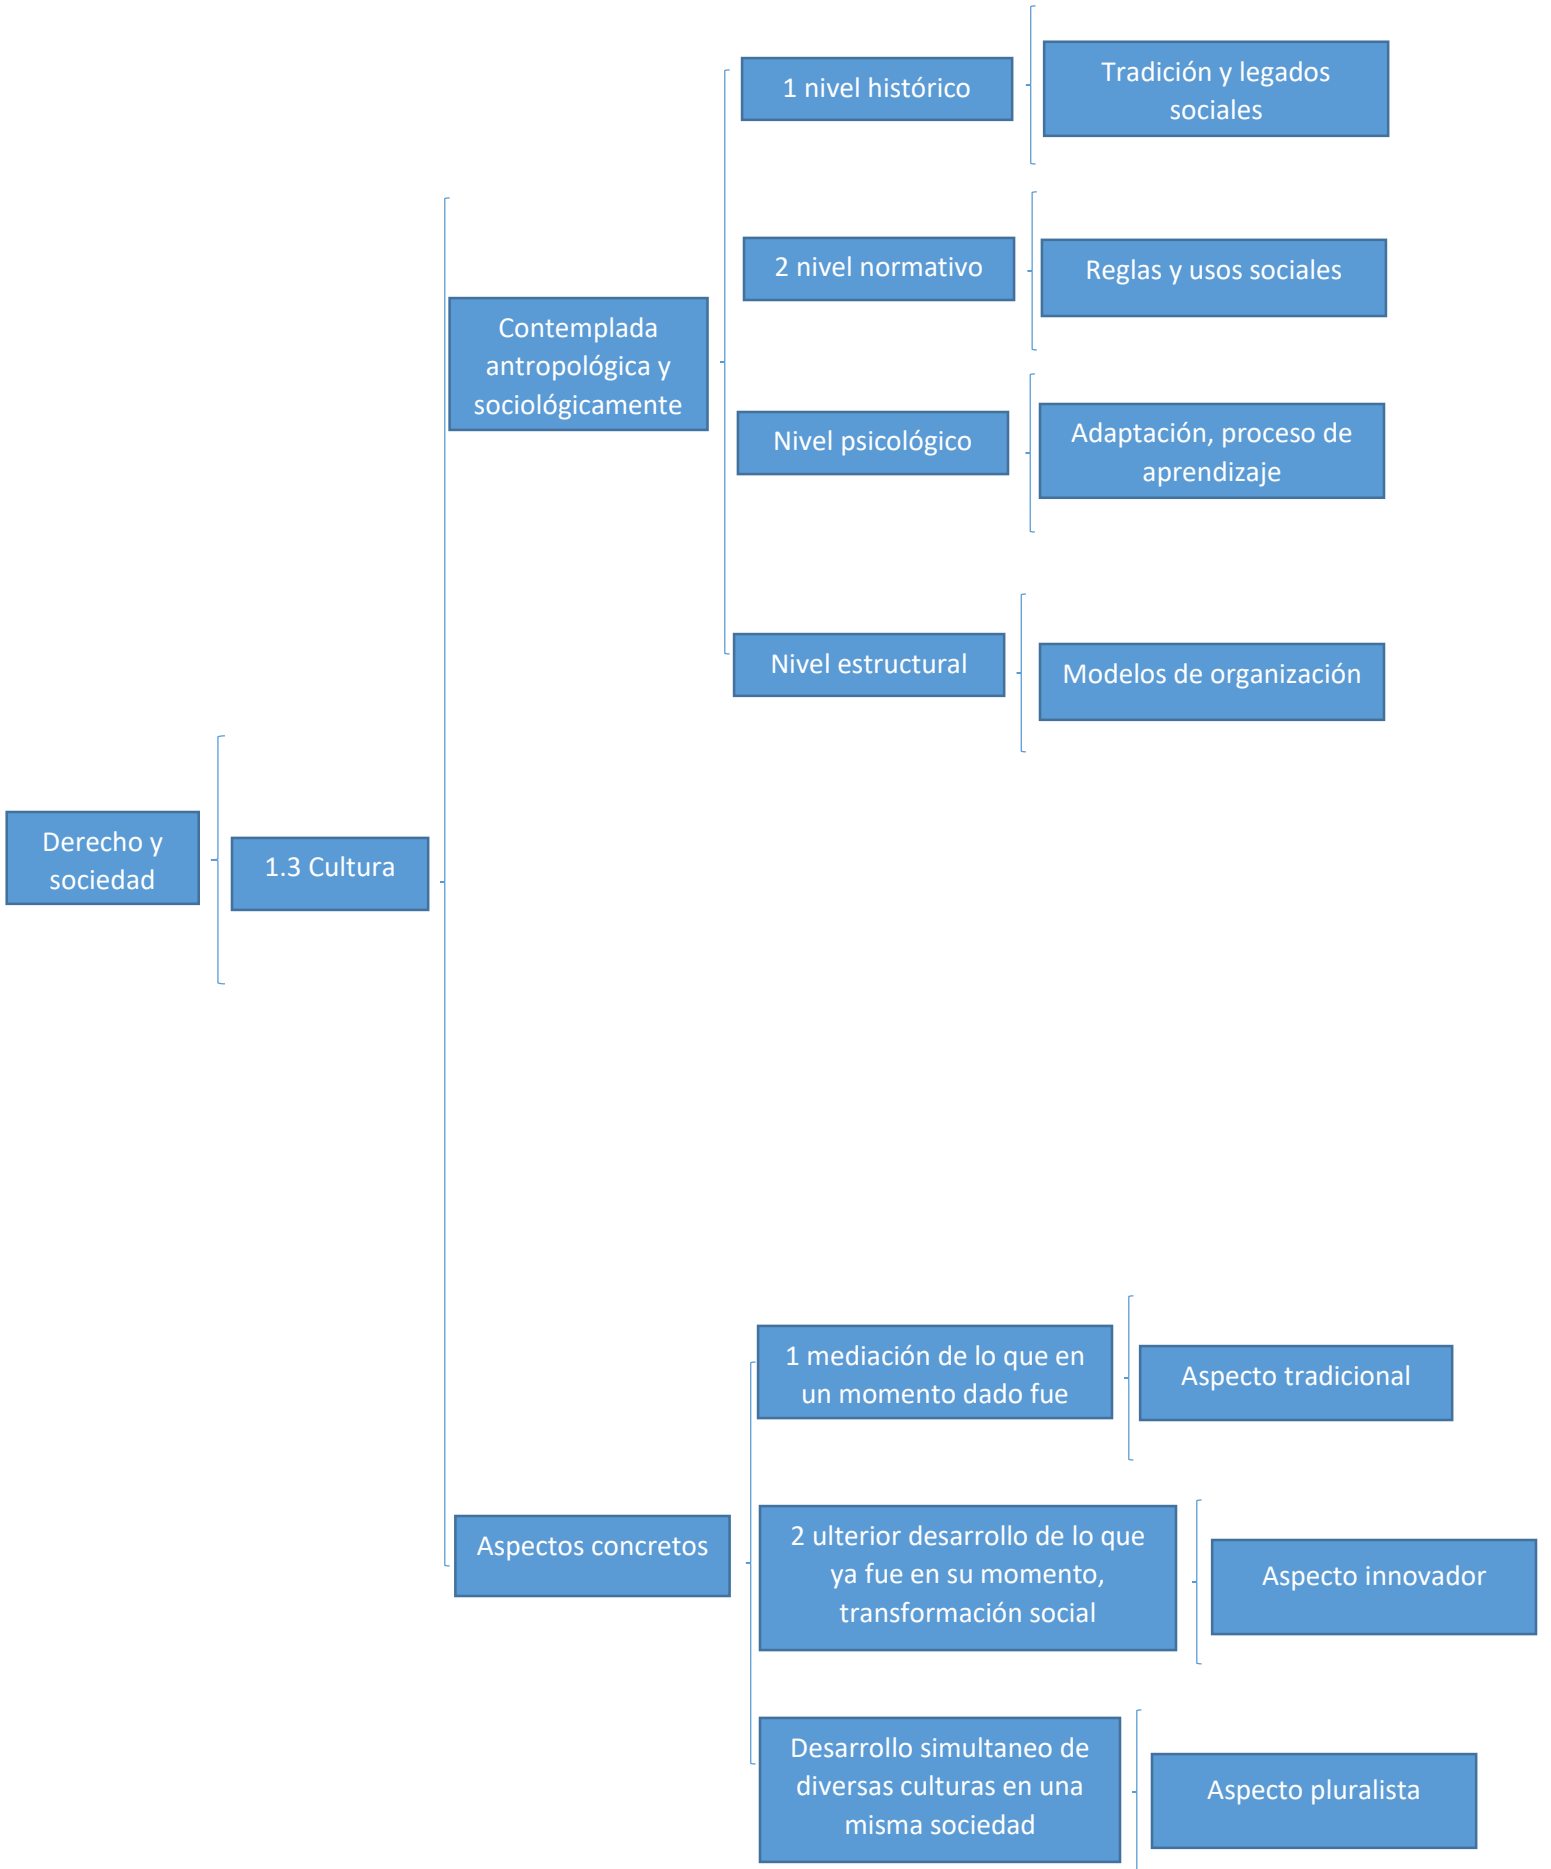 Derecho y
sociedad
1.3 Cultura
Contemplada
antropológica y
sociológicamente
1 nivel histórico
Tradición y legados
sociales
2 nivel normativo
Reglas y usos sociales
Nivel psicológico
Adaptación, proceso de
aprendizaje
Nivel estructural
Modelos de organización
Aspectos concretos
1 mediación de lo que en
un momento dado fue
Aspecto tradicional
2 ulterior desarrollo de lo que
ya fue en su momento,
transformación social
Aspecto innovador
Desarrollo simultaneo de
diversas culturas en una
misma sociedad
Aspecto pluralista